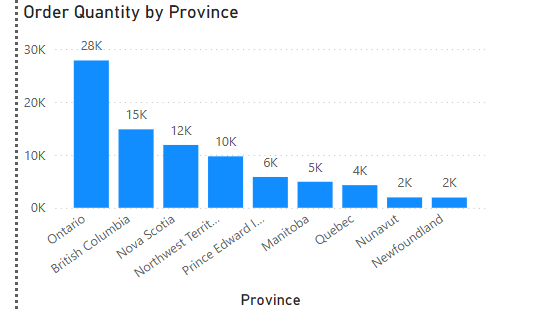 Order Quantity by Province
30K
20K
10K
0K
28K
15K
12K
10K
6K
5K
4K
2K
2K
Ontario
British Columbia
Nova Scotia
Northwest Territ...
Prince Edward I...
Manitoba
Quebec
Nunavut
Newfoundland
Province